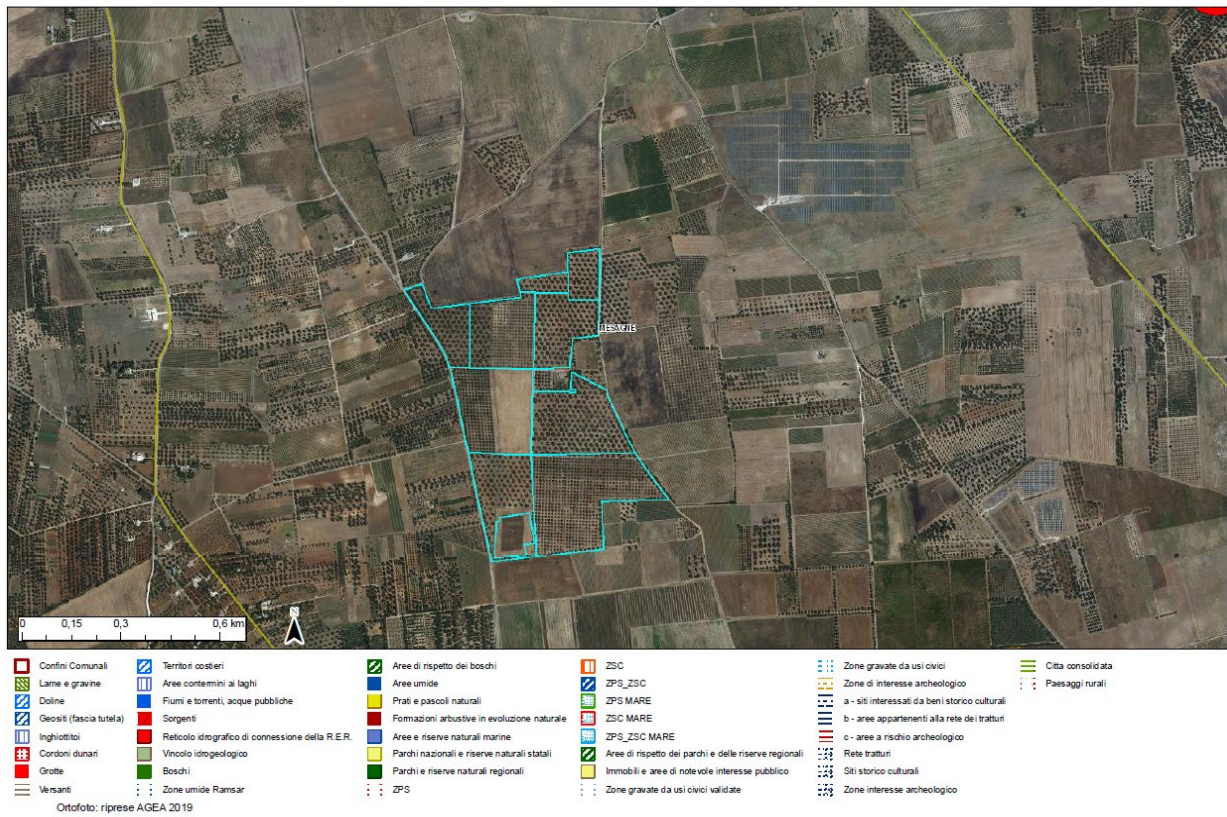 0 0,15 0,3 0,6 km
N
Confini Comunali
Lame e gravine
Doline
Geositi (fascia tutela)
Inghiottitoi
Cordoni dunari
Grotte
Versanti
Territori costieri
Aree contermini ai laghi
Fiumi e torrenti, acque pubbliche
Sorgenti
Reticolo idrografico di connessione della R.E.R.
Vincolo idrogeologico
Boschi
Zone umide Ramsar
Aree di rispetto dei boschi
Aree umide
Prati e pascoli naturali
Formazioni arbustive in evoluzione naturale
Aree e riserve naturali marine
Parchi nazionali e riserve naturali statali
Parchi e riserve naturali regionali
ZPS
ZSC
ZPS_ZSC
ZPS MARE
ZSC MARE
ZPS_ZSC MARE
Aree di rispetto dei parchi e delle riserve regionali
Immobili e aree di notevole interesse pubblico
Zone gravate da usi civici validate
Zone gravate da usi civici
Zone di interesse archeologico
a - siti interessati da beni storico culturali
b - aree appartenenti alla rete dei tratturi
c - aree a rischio archeologico
Rete tratturi
Siti storico culturali
Zone interesse archeologico
Citta consolidata
Paesaggi rurali
Ortofoto: riprese AGEA 2019